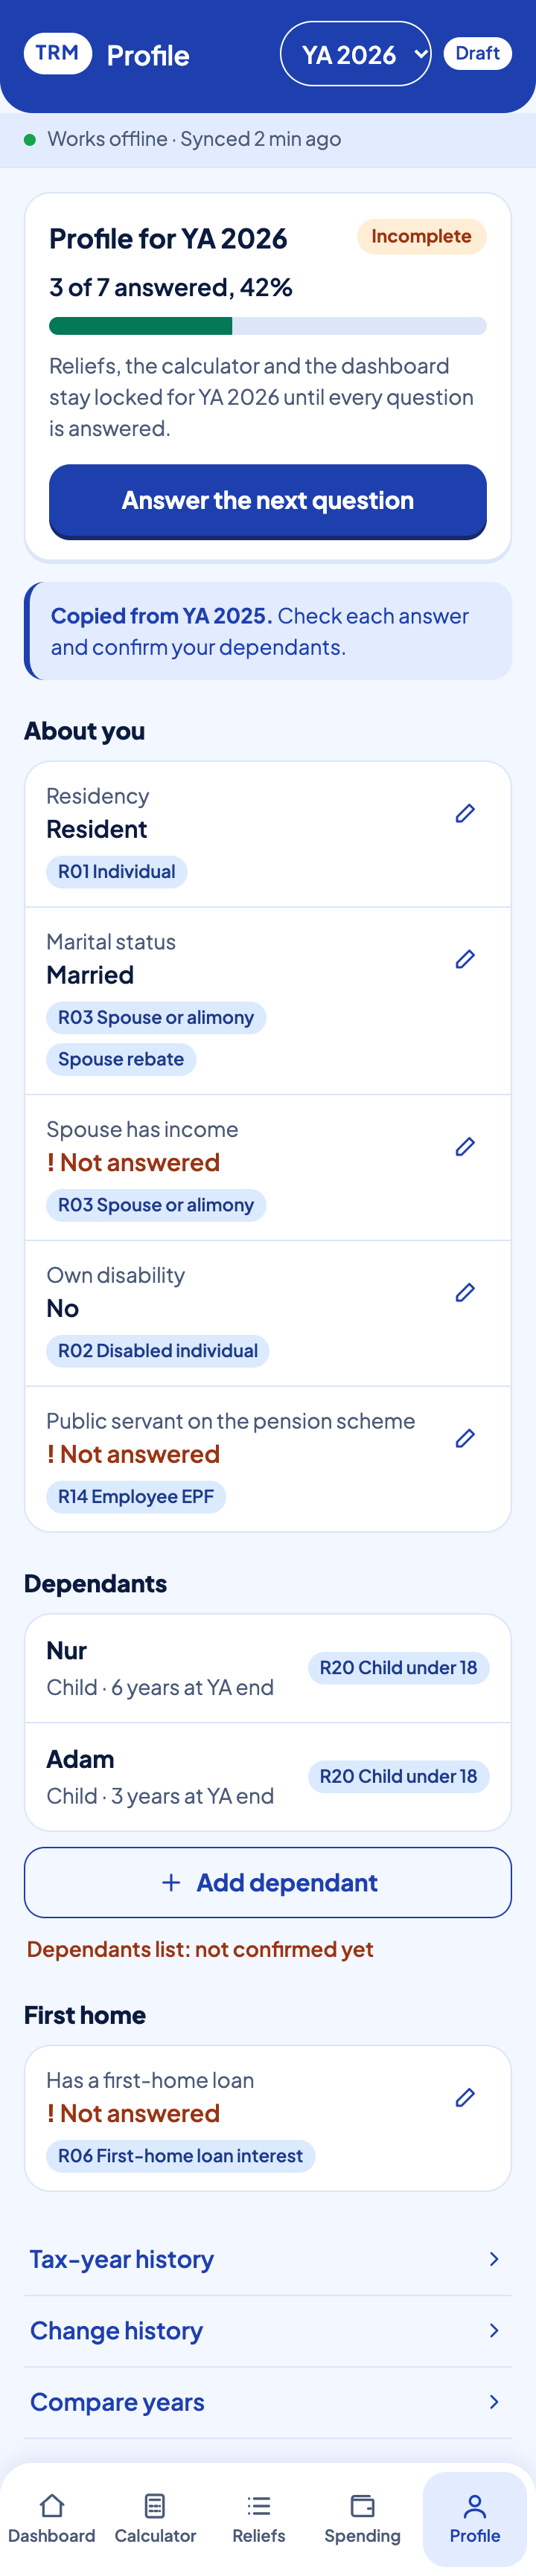 TRM Profile YA 2026 Draft
Works offline · Synced 2 min ago
Profile for YA 2026 Incomplete
3 of 7 answered, 42%
Reliefs, the calculator and the dashboard
stay locked for YA 2026 until every question
is answered.
Answer the next question
Copied from YA 2025. Check each answer
and confirm your dependants.
About you
Residency
Resident
R01 Individual
Marital status
Married
R03 Spouse or alimony
Spouse rebate
Spouse has income
! Not answered
R03 Spouse or alimony
Own disability
No
R02 Disabled individual
Public servant on the pension scheme
! Not answered
R14 Employee EPF
Dependants
Nur
Child · 6 years at YA end
R20 Child under 18
Adam
Child · 3 years at YA end
R20 Child under 18
+ Add dependant
Dependants list: not confirmed yet
First home
Has a first-home loan
! Not answered
R06 First-home loan interest
Tax-year history
Change history
Compare years
Dashboard Calculator Reliefs Spending Profile